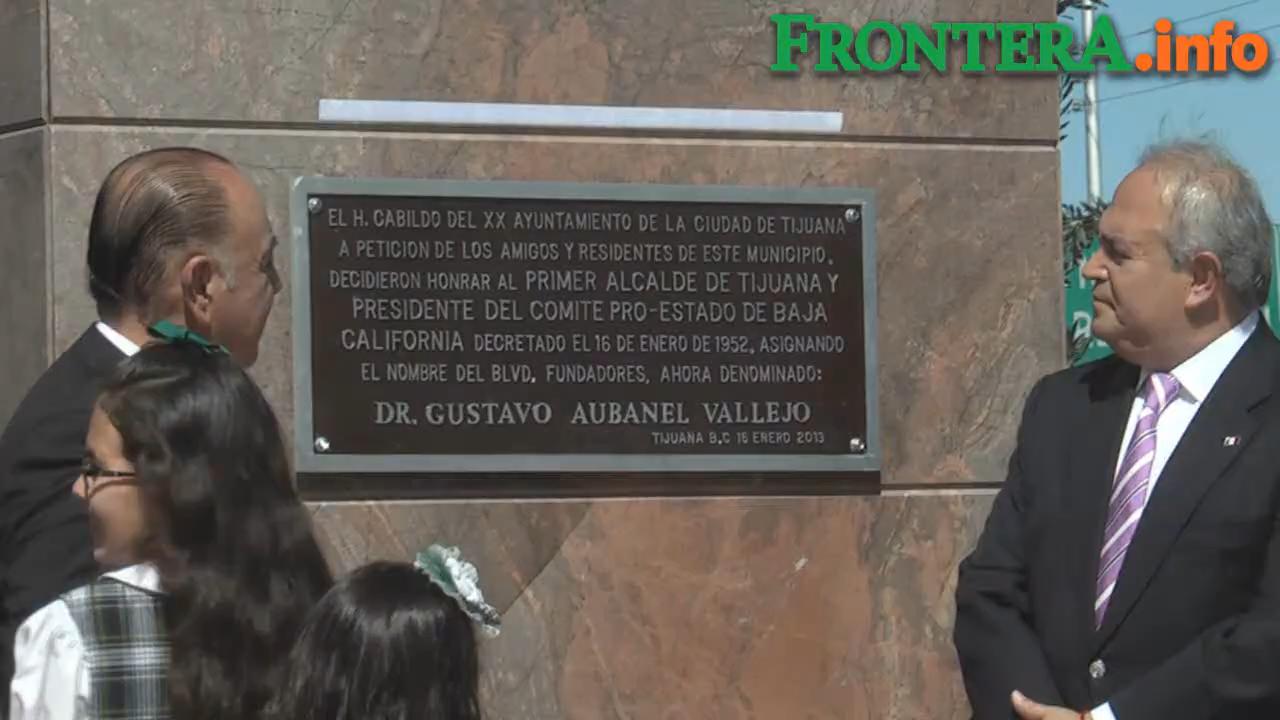 FRONTERA.info
EL H. CABILDO DEL XX AYUNTAMIENTO DE LA CIUDAD DE TIJUANA
A PETICION DE LOS AMIGOS Y RESIDENTES DE ESTE MUNICIPIO,
DECIDIERON HONRAR AL PRIMER ALCALDE DE TIJUANA Y
PRESIDENTE DEL COMITE PRO-ESTADO DE BAJA
CALIFORNIA DECRETADO EL 16 DE ENERO DE 1952, ASIGNANDO
EL NOMBRE DEL BLVD. FUNDADORES, AHORA DENOMINADO:
DR. GUSTAVO AUBANEL VALLEJO
TIJUANA B.C 16 ENERO 2013